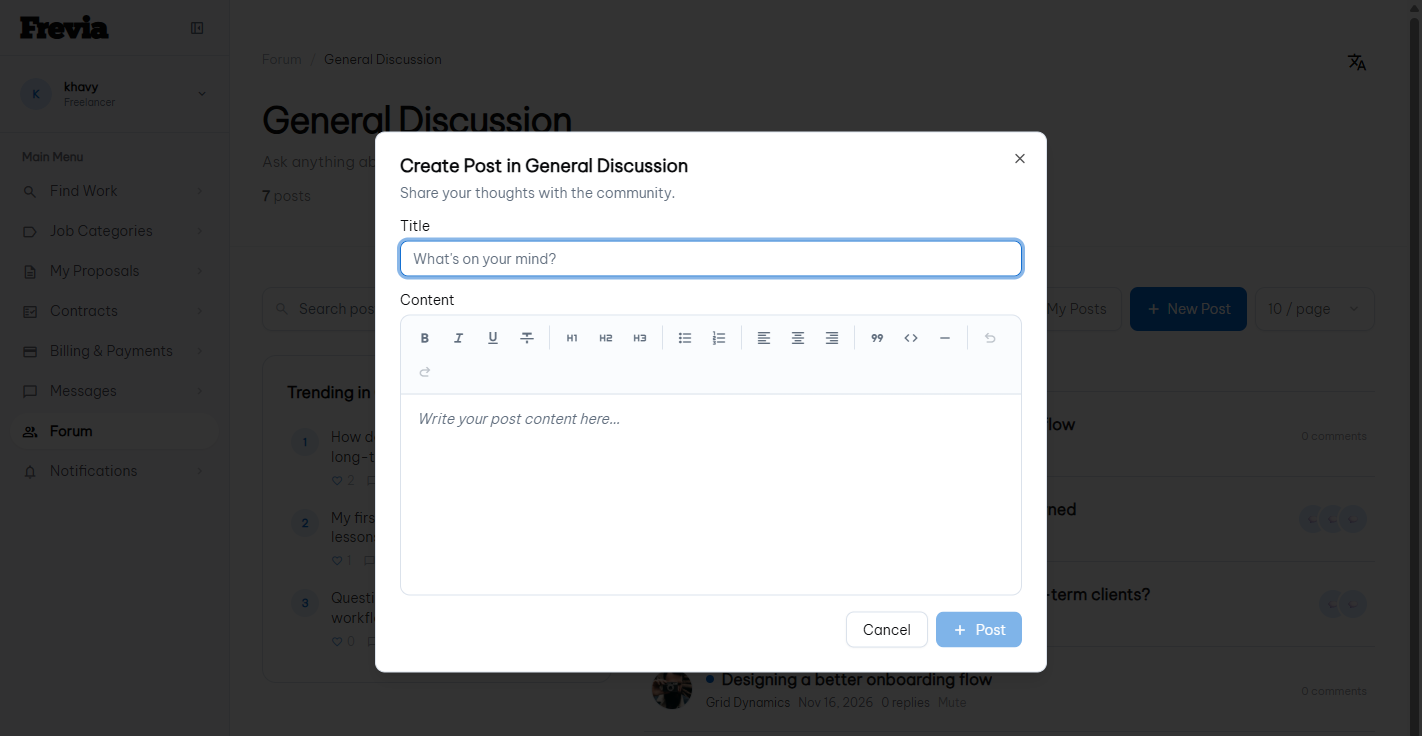 Frevia
K
khavy
Freelancer
Main Menu
Find Work
Job Categories
My Proposals
Contracts
Billing & Payments
Messages
Forum
Notifications
Forum / General Discussion
General Discussion
Ask anything ab
7 posts
Search pos
My Posts
+ New Post
10 / page
Trending in
1
How d
long-t
2
2
My firs
lesson
1
3
Questi
workfl
0
Create Post in General Discussion
Share your thoughts with the community.
Title
What's on your mind?
Content
B I U T H1 H2 H3
Write your post content here...
Cancel
+ Post
flow
0 comments
ned
-term clients?
Designing a better onboarding flow
Grid Dynamics Nov 16, 2026 0 replies Mute
0 comments